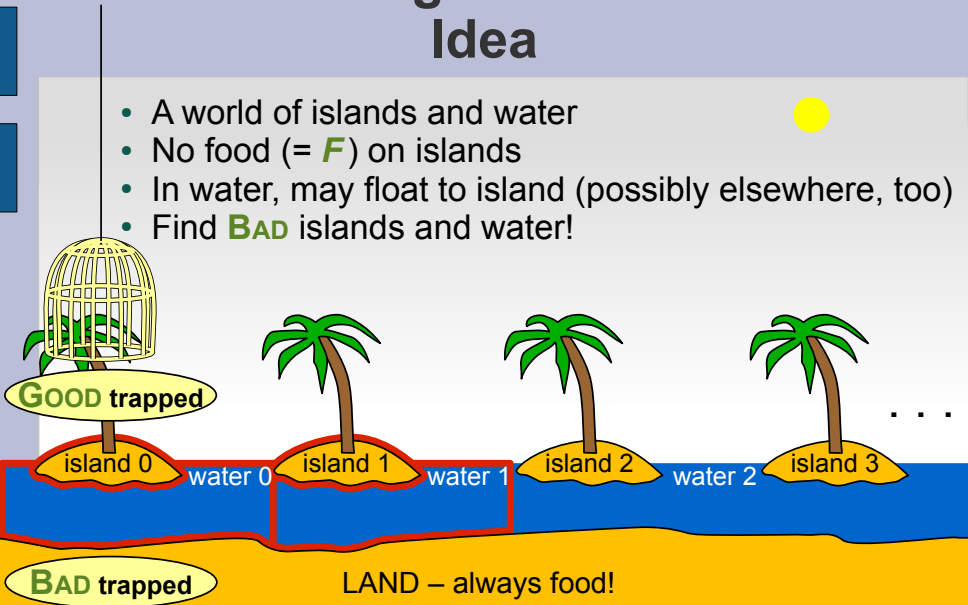 Idea
• A world of islands and water
• No food (= F) on islands
• In water, may float to island (possibly elsewhere, too)
• Find BAD islands and water!
GOOD trapped
. . .
island 0
water 0
island 1
water 1
island 2
water 2
island 3
BAD trapped
LAND – always food!